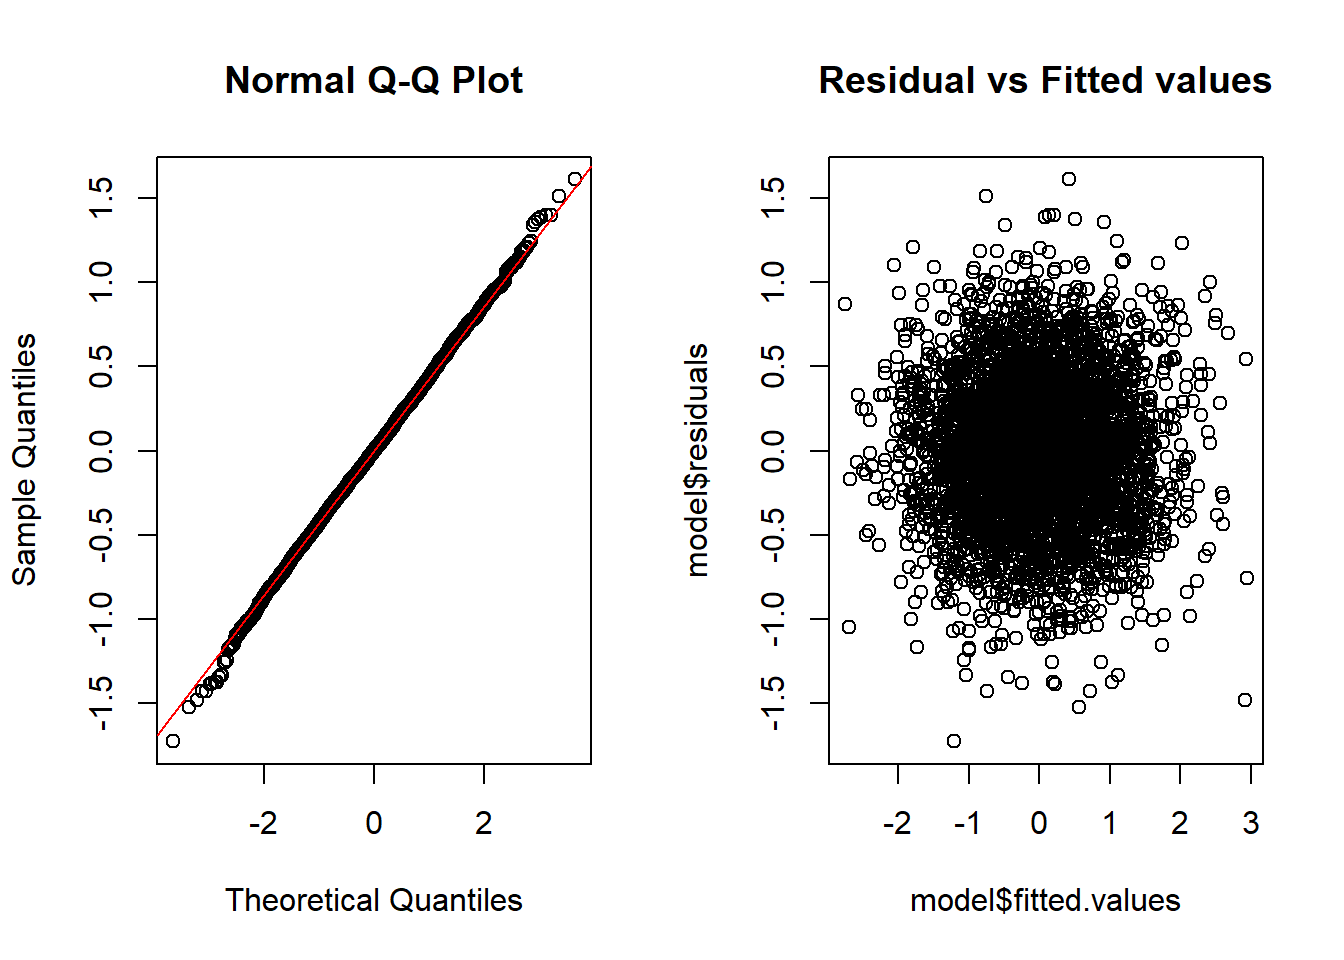 Normal Q-Q Plot
Sample Quantiles
1.5
1.0
0.5
0.0
-0.5
-1.0
-1.5
-2 0 2
Theoretical Quantiles
Residual vs Fitted values
model$residuals
1.5
1.0
0.5
0.0
-0.5
-1.0
-1.5
-2 -1 0 1 2 3
model$fitted.values